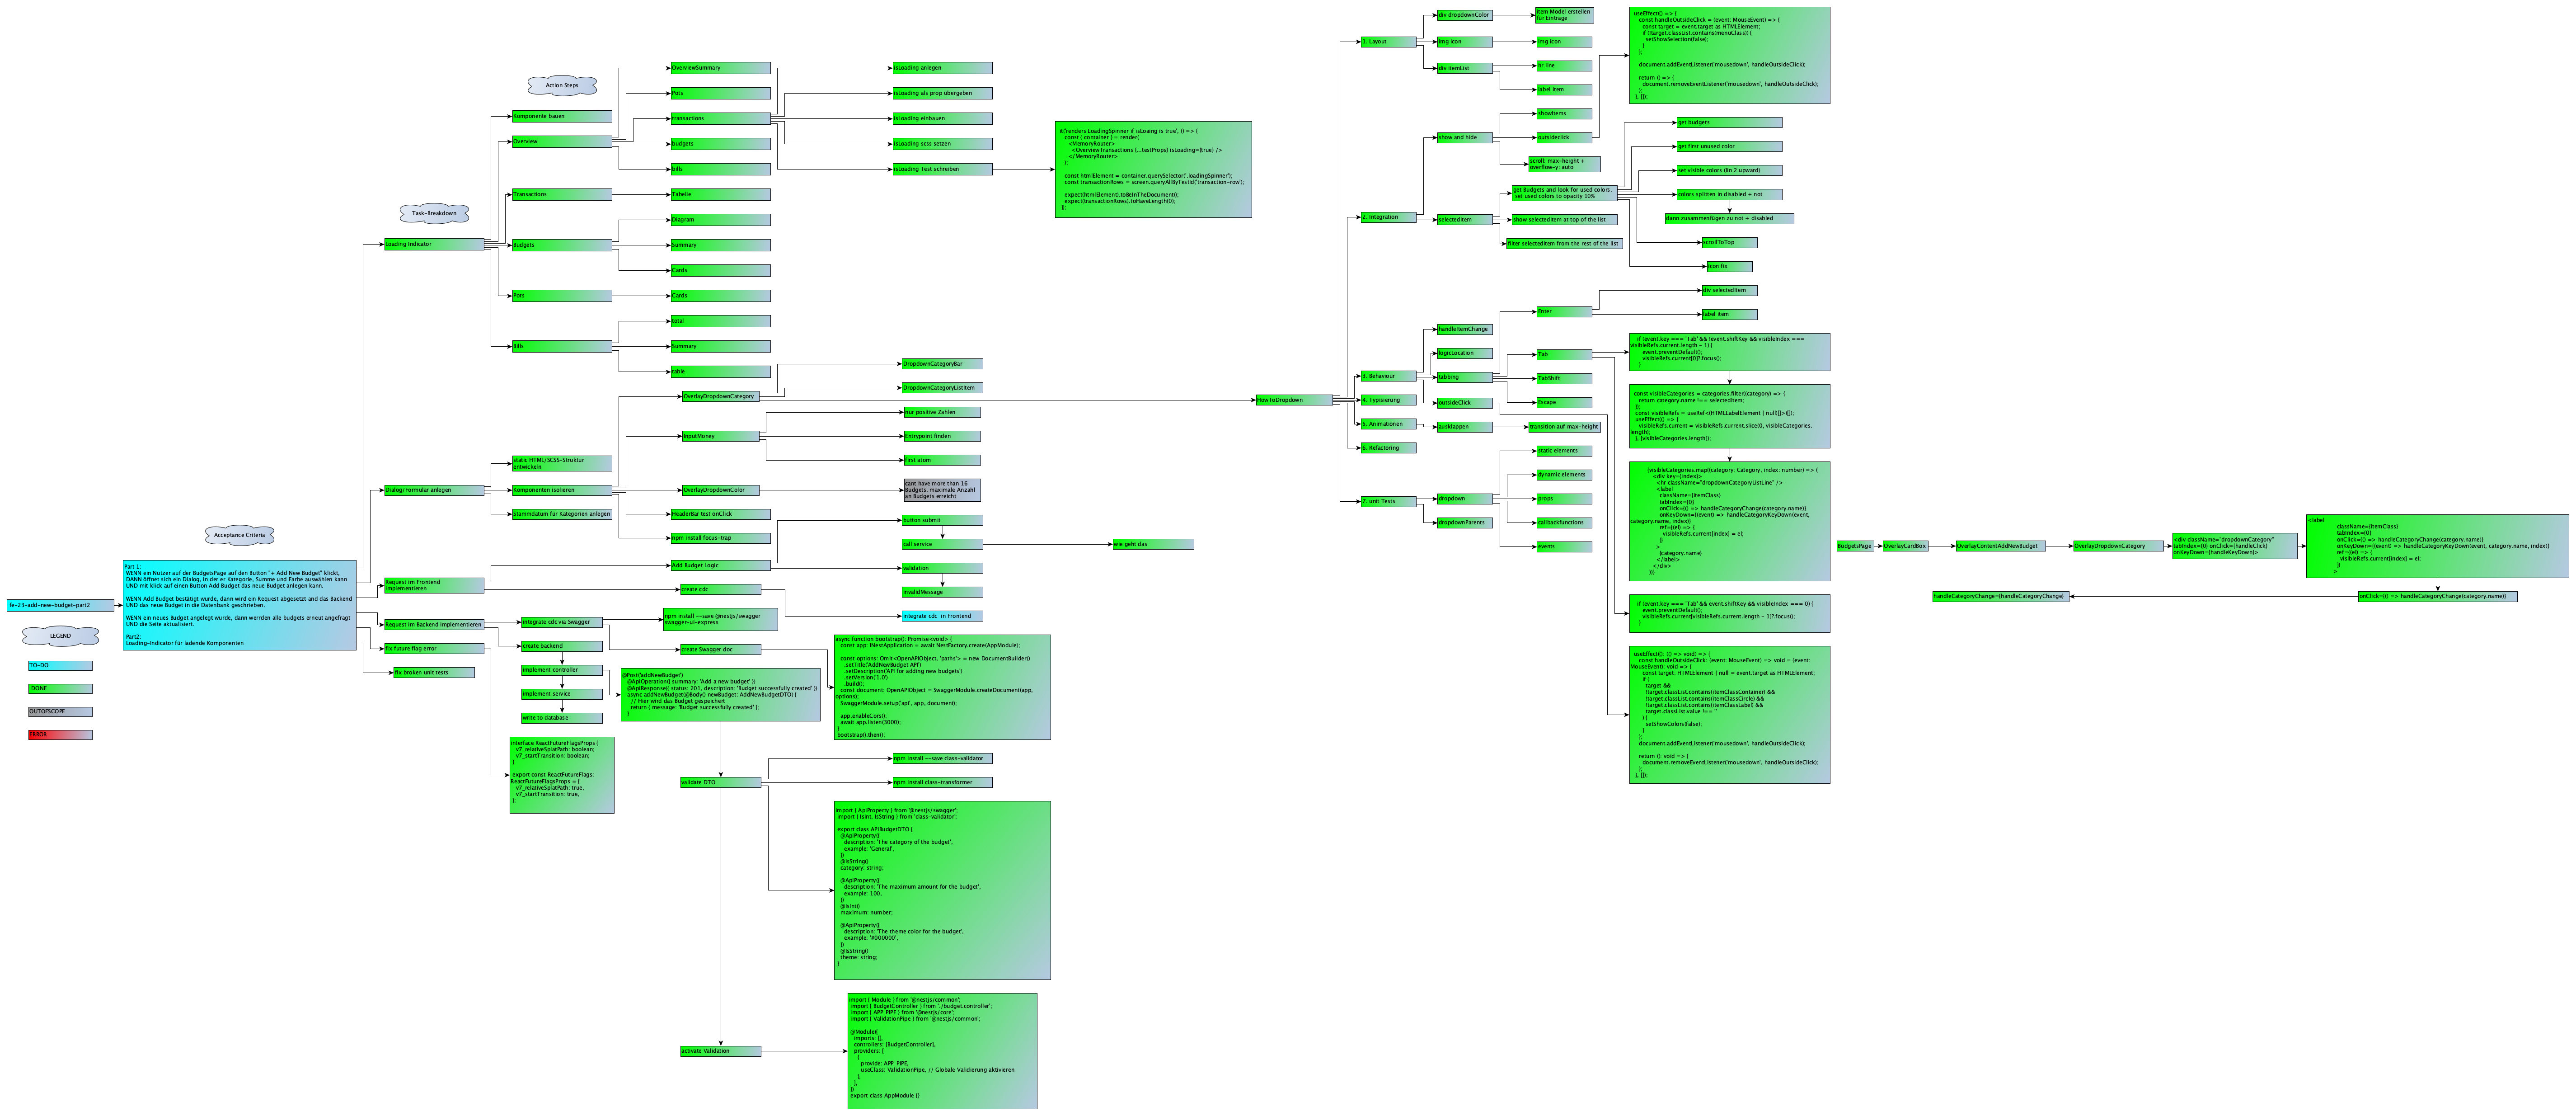 Action Steps
Task-Breakdown
Acceptance Criteria
fe-23-add-new-budget-part2
LEGEND
TO-DO
DONE
OUTOFSCOPE
ERROR
Part 1:
WENN ein Nutzer auf der BudgetsPage auf den Button "+ Add New Budget" klickt,
DANN öffnet sich ein Dialog, in der er Kategorie, Summe und Farbe auswählen kann
UND mit klick auf einen Button Add Budget das neue Budget anlegen kann.
WENN Add Budget bestätigt wurde, dann wird ein Request abgesetzt and das Backend
UND das neue Budget in die Datenbank geschrieben.
WENN ein neues Budget angelegt wurde, dann werrden alle budgets erneut angefragt
UND die Seite aktualisiert.
Part2:
Loading-Indicator für ladende Komponenten
Loading Indicator
Komponente bauen
Overview
OverviewSummary
Pots
transactions
budgets
bills
isLoading anlegen
isLoading als prop übergeben
isLoading einbauen
isLoading scss setzen
isLoading Test schreiben
it('renders LoadingSpinner if isLoaing is true', () => {
const { container } = render(
<MemoryRouter>
<OverviewTransactions {...testProps} isLoading={true} />
</MemoryRouter>
);
const htmlElement = container.querySelector('.loadingSpinner');
const transactionRows = screen.queryAllByTestId('transaction-row');
expect(htmlElement).toBeInTheDocument();
expect(transactionRows).toHaveLength(0);
});
Transactions
Tabelle
Budgets
Diagram
Summary
Cards
Pots
Cards
Bills
total
Summary
table
Dialog/Formular anlegen
static HTML/SCSS-Struktur
entwickeln
Komponenten isolieren
Stammdatum für Kategorien anlegen
OverlayDropdownCategory
DropdownCategoryBar
DropdownCategoryListItem
InputMoney
nur positive Zahlen
Entrypoint finden
first atom
OverlayDropdownColor
cant have more than 16
Budgets, maximale Anzahl
an Budgets erreicht
HeaderBar test onClick
npm install focus-trap
Request im Frontend
implementieren
Add Budget Logic
button submit
call service
wie geht das
validation
invalidMessage
create cdc
integrate cdc  in Frontend
Request im Backend implementieren
integrate cdc via Swagger
npm install --save @nestjs/swagger
swagger-ui-express
create Swagger doc
async function bootstrap(): Promise<void> {
const app: INestApplication = await NestFactory.create(AppModule);
const options: Omit<OpenAPIObject, 'paths'> = new DocumentBuilder()
.setTitle('AddNewBudget API')
.setDescription('API for adding new budgets')
.setVersion('1.0')
.build();
const document: OpenAPIObject = SwaggerModule.createDocument(app,
options);
SwaggerModule.setup('api', app, document);
app.enableCors();
await app.listen(3000);
}
bootstrap().then();
create backend
implement controller
implement service
write to database
@Post('addNewBudget')
@ApiOperation({ summary: 'Add a new budget' })
@ApiResponse({ status: 201, description: 'Budget successfully created' })
async addNewBudget(@Body() newBudget: AddNewBudgetDTO) {
// Hier wird das Budget gespeichert
return { message: 'Budget successfully created' };
}
fix future flag error
interface ReactFutureFlagsProps {
v7_relativeSplatPath: boolean;
v7_startTransition: boolean;
}
export const ReactFutureFlags:
ReactFutureFlagsProps = {
v7_relativeSplatPath: true,
v7_startTransition: true,
};
fix broken unit tests
validate DTO
npm install --save class-validator
npm install class-transformer
import { ApiProperty } from '@nestjs/swagger';
import { IsInt, IsString } from 'class-validator';
export class APIBudgetDTO {
@ApiProperty({
description: 'The category of the budget',
example: 'General',
})
@IsString()
category: string;
@ApiProperty({
description: 'The maximum amount for the budget',
example: 100,
})
@IsInt()
maximum: number;
@ApiProperty({
description: 'The theme color for the budget',
example: '#000000',
})
@IsString()
theme: string;
}
activate Validation
import { Module } from '@nestjs/common';
import { BudgetController } from './budget.controller';
import { APP_PIPE } from '@nestjs/core';
import { ValidationPipe } from '@nestjs/common';
@Module({
imports: [],
controllers: [BudgetController],
providers: [
{
provide: APP_PIPE,
useClass: ValidationPipe, // Globale Validierung aktivieren
},
],
})
export class AppModule {}
HowToDropdown
1. Layout
div dropdownColor
item Model erstellen
für Einträge
img icon
img icon
div itemList
hr line
label item
2. Integration
show and hide
showItems
outsideclick
scroll: max-height +
overflow-y: auto
useEffect(() => {
const handleOutsideClick = (event: MouseEvent) => {
const target = event.target as HTMLElement;
if (!target.classList.contains(menuClass)) {
setShowSelection(false);
}
};
document.addEventListener('mousedown', handleOutsideClick);
return () => {
document.removeEventListener('mousedown', handleOutsideClick);
};
}, []);
selectedItem
get Budgets and look for used colors.
set used colors to opacity 10%
get budgets
get first unused color
set visible colors (lin 2 upward)
colors splitten in disabled + not
dann zusammenfügen zu not + disabled
scrollToTop
icon fix
show selectedItem at top of the list
filter selectedItem from the rest of the list
3. Behaviour
handleItemChange
logicLocation
tabbing
Enter
div selectedItem
label item
Tab
TabShift
Escape
outsideClick
if (event.key === 'Tab' && !event.shiftKey && visibleIndex ===
visibleRefs.current.length - 1) {
event.preventDefault();
visibleRefs.current[0]?.focus();
}
const visibleCategories = categories.filter((category) => {
return category.name !== selectedItem;
});
const visibleRefs = useRef<(HTMLLabelElement | null)[]>([]);
useEffect(() => {
visibleRefs.current = visibleRefs.current.slice(0, visibleCategories.
length);
}, [visibleCategories.length]);
{visibleCategories.map((category: Category, index: number) => (
<div key={index}>
<hr className="dropdownCategoryListLine" />
<label
className={itemClass}
tabIndex={0}
onClick={() => handleCategoryChange(category.name)}
onKeyDown={(event) => handleCategoryKeyDown(event,
category.name, index)}
ref={(el) => {
visibleRefs.current[index] = el;
}}
>
{category.name}
</label>
</div>
))}
if (event.key === 'Tab' && event.shiftKey && visibleIndex === 0) {
event.preventDefault();
visibleRefs.current[visibleRefs.current.length - 1]?.focus();
}
useEffect((): (() => void) => {
const handleOutsideClick: (event: MouseEvent) => void = (event:
MouseEvent): void => {
const target: HTMLElement | null = event.target as HTMLElement;
if (
target &&
!target.classList.contains(itemClassContainer) &&
!target.classList.contains(itemClassCircle) &&
!target.classList.contains(itemClassLabel) &&
target.classList.value !== ''
) {
setShowColors(false);
}
};
document.addEventListener('mousedown', handleOutsideClick);
return (): void => {
document.removeEventListener('mousedown', handleOutsideClick);
};
}, []);
4. Typisierung
5. Animationen
ausklappen
transition auf max-height
6. Refactoring
7. unit Tests
dropdown
static elements
dynamic elements
props
callbackfunctions
events
dropdownParents
BudgetsPage
OverlayCardBox
OverlayContentAddNewBudget
OverlayDropdownCategory
<div className="dropdownCategory"
tabIndex={0} onClick={handleClick}
onKeyDown={handleKeyDown}>
<label
className={itemClass}
tabIndex={0}
onClick={() => handleCategoryChange(category.name)}
onKeyDown={(event) => handleCategoryKeyDown(event, category.name, index)}
ref={(el) => {
visibleRefs.current[index] = el;
}}
>
onClick={() => handleCategoryChange(category.name)}
handleCategoryChange={handleCategoryChange}